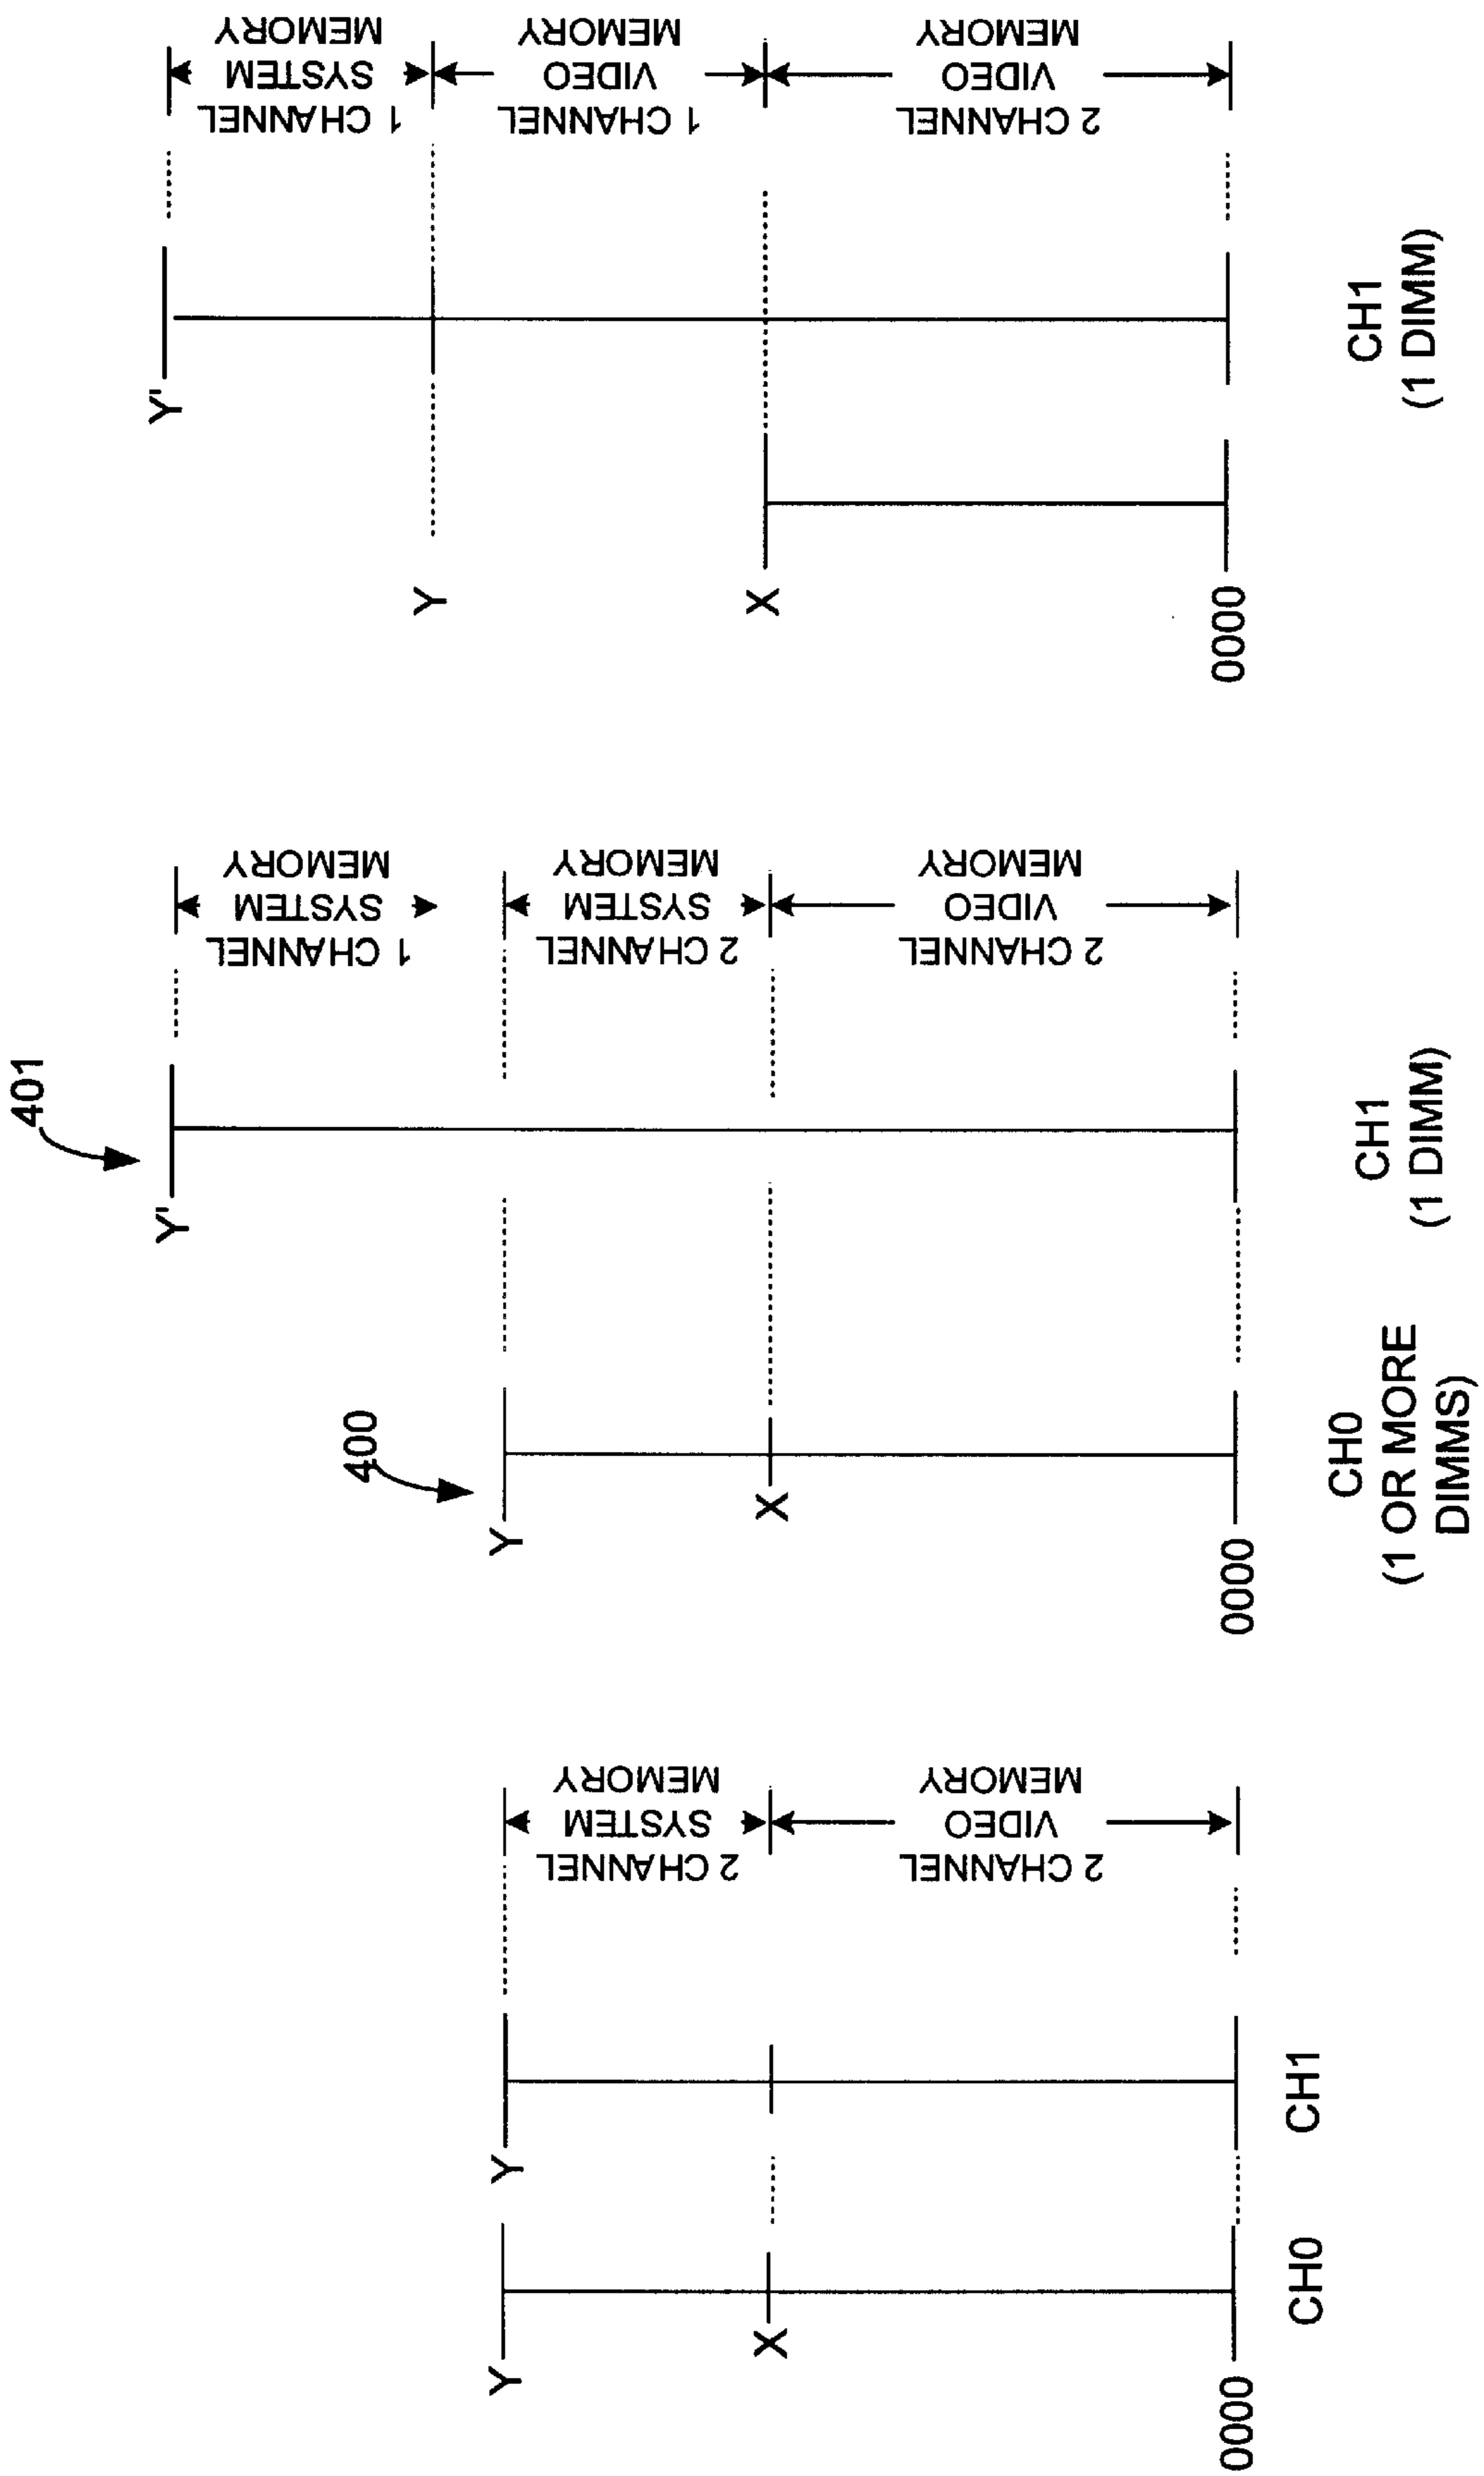 Y
Y
X
0000
2 CHANNEL
SYSTEM
MEMORY
2 CHANNEL
VIDEO
MEMORY
CH0
CH1
400
401
Y
Y'
X
0000
1 CHANNEL
SYSTEM
MEMORY
2 CHANNEL
SYSTEM
MEMORY
2 CHANNEL
VIDEO
MEMORY
CH0
(1 OR MORE
DIMMS)
CH1
(1 DIMM)
Y'
Y
X
0000
1 CHANNEL
SYSTEM
MEMORY
1 CHANNEL
VIDEO
MEMORY
2 CHANNEL
VIDEO
MEMORY
CH1
(1 DIMM)